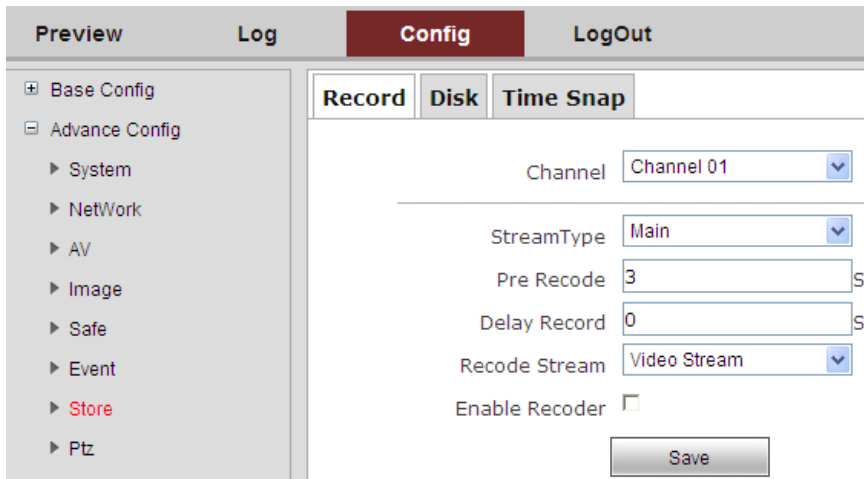 Preview Log Config LogOut
Base Config
Advance Config
System
NetWork
AV
Image
Safe
Event
Store
Ptz
Record Disk Time Snap
Channel Channel 01
StreamType Main
Pre Recode 3 S
Delay Record 0 S
Recode Stream Video Stream
Enable Recoder
Save